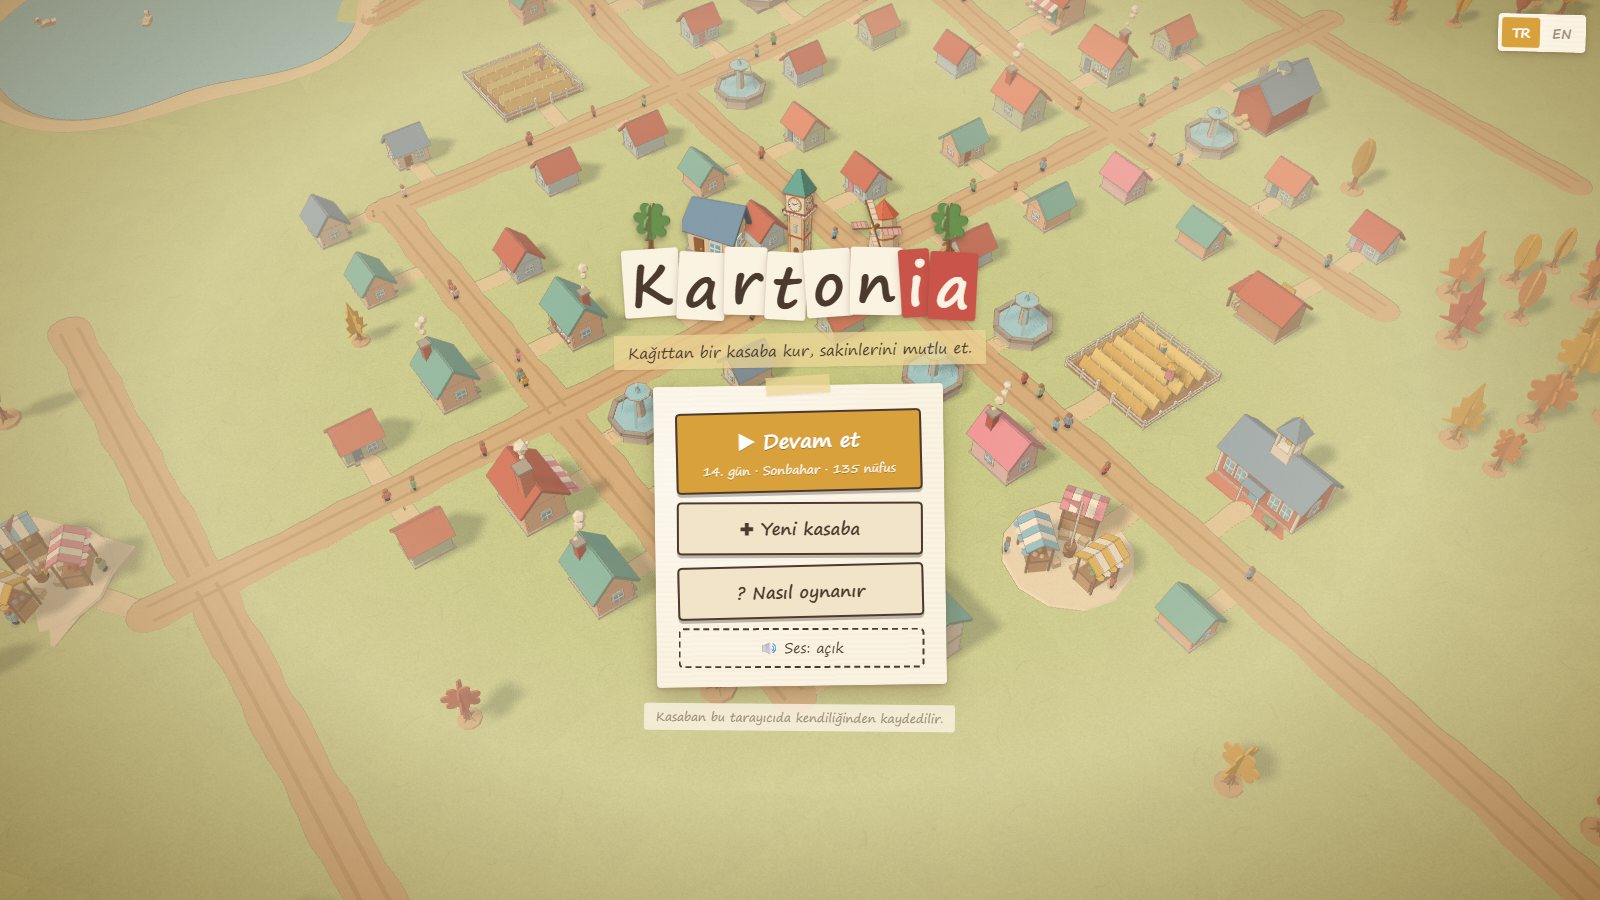 TR EN
Kartonia
Kağıttan bir kasaba kur, sakinlerini mutlu et.
▶ Devam et
14. gün · Sonbahar · 135 nüfus
✚ Yeni kasaba
? Nasıl oynanır
🔊 Ses: açık
Kasaban bu tarayıcıda kendiliğinden kaydedilir.